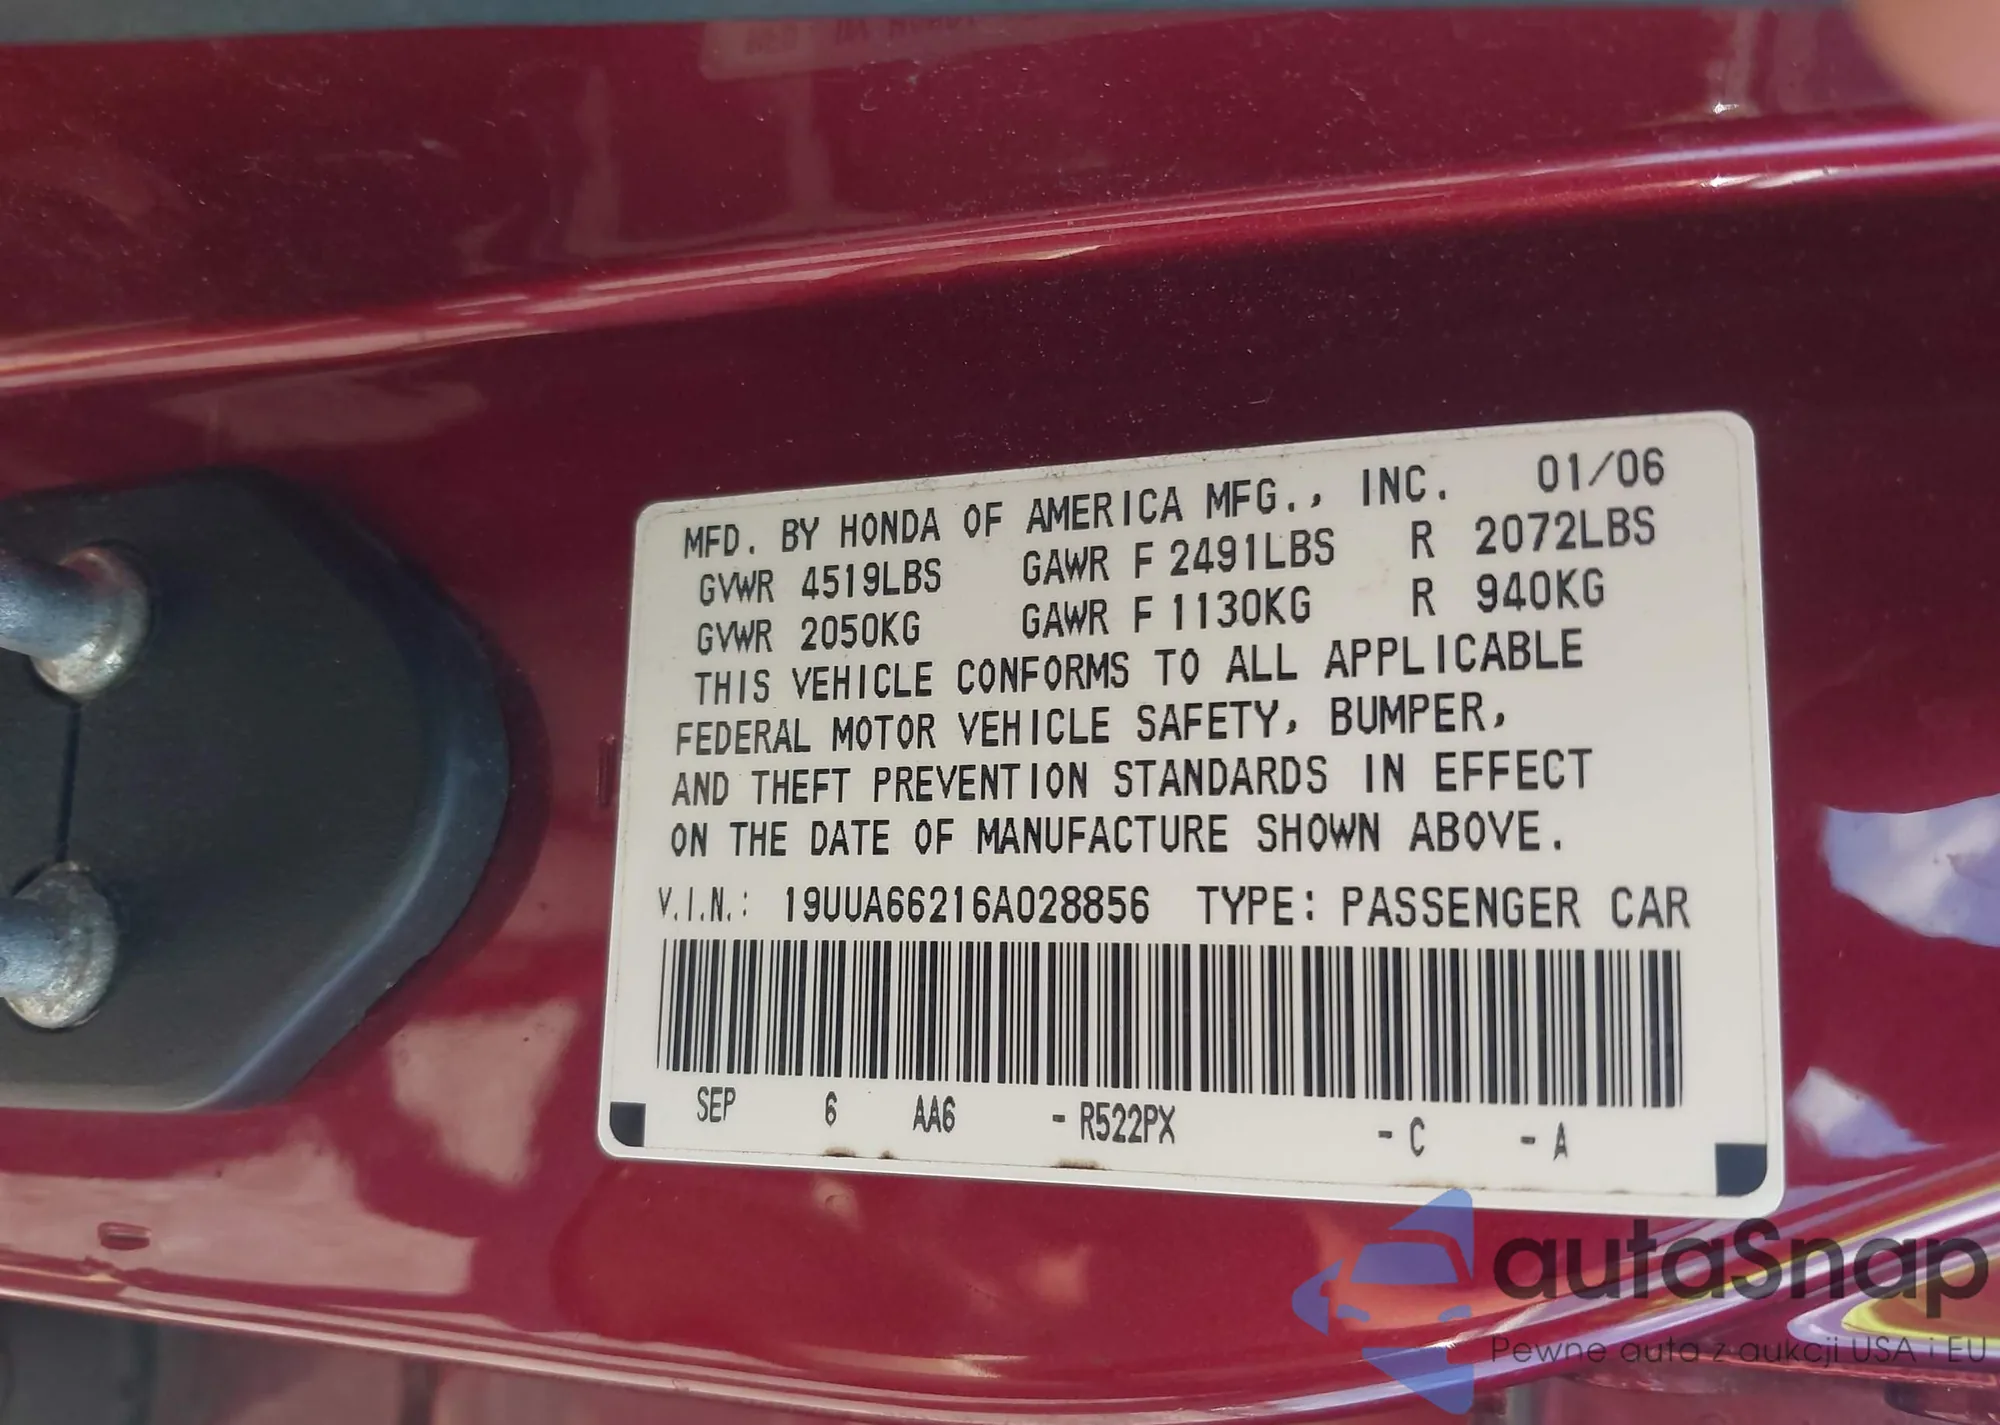 MFD. BY HONDA OF AMERICA MFG., INC. 01/06
GVWR 4519LBS GAWR F 2491LBS R 2072LBS
GVWR 2050KG GAWR F 1130KG R 940KG
THIS VEHICLE CONFORMS TO ALL APPLICABLE
FEDERAL MOTOR VEHICLE SAFETY, BUMPER,
AND THEFT PREVENTION STANDARDS IN EFFECT
ON THE DATE OF MANUFACTURE SHOWN ABOVE.
V.I.N.: 19UUA66216A028856 TYPE: PASSENGER CAR
SEP 6 AA6 - R522PX - C - A
autaSnap
Pewne auta z aukcji USA i EU